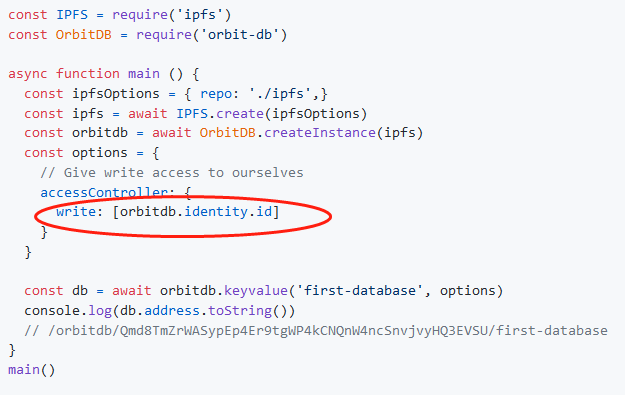 const IPFS = require('ipfs')
const OrbitDB = require('orbit-db')
async function main () {
const ipfsOptions = { repo: './ipfs',}
const ipfs = await IPFS.create(ipfsOptions)
const orbitdb = await OrbitDB.createInstance(ipfs)
const options = {
// Give write access to ourselves
accessController: {
write: [orbitdb.identity.id]
}
}
const db = await orbitdb.keyvalue('first-database', options)
console.log(db.address.toString())
// /orbitdb/Qmd8TmZrWASypEp4Er9tgWP4kCNQnW4ncSnvjvyHQ3EVSU/first-database
}
main()